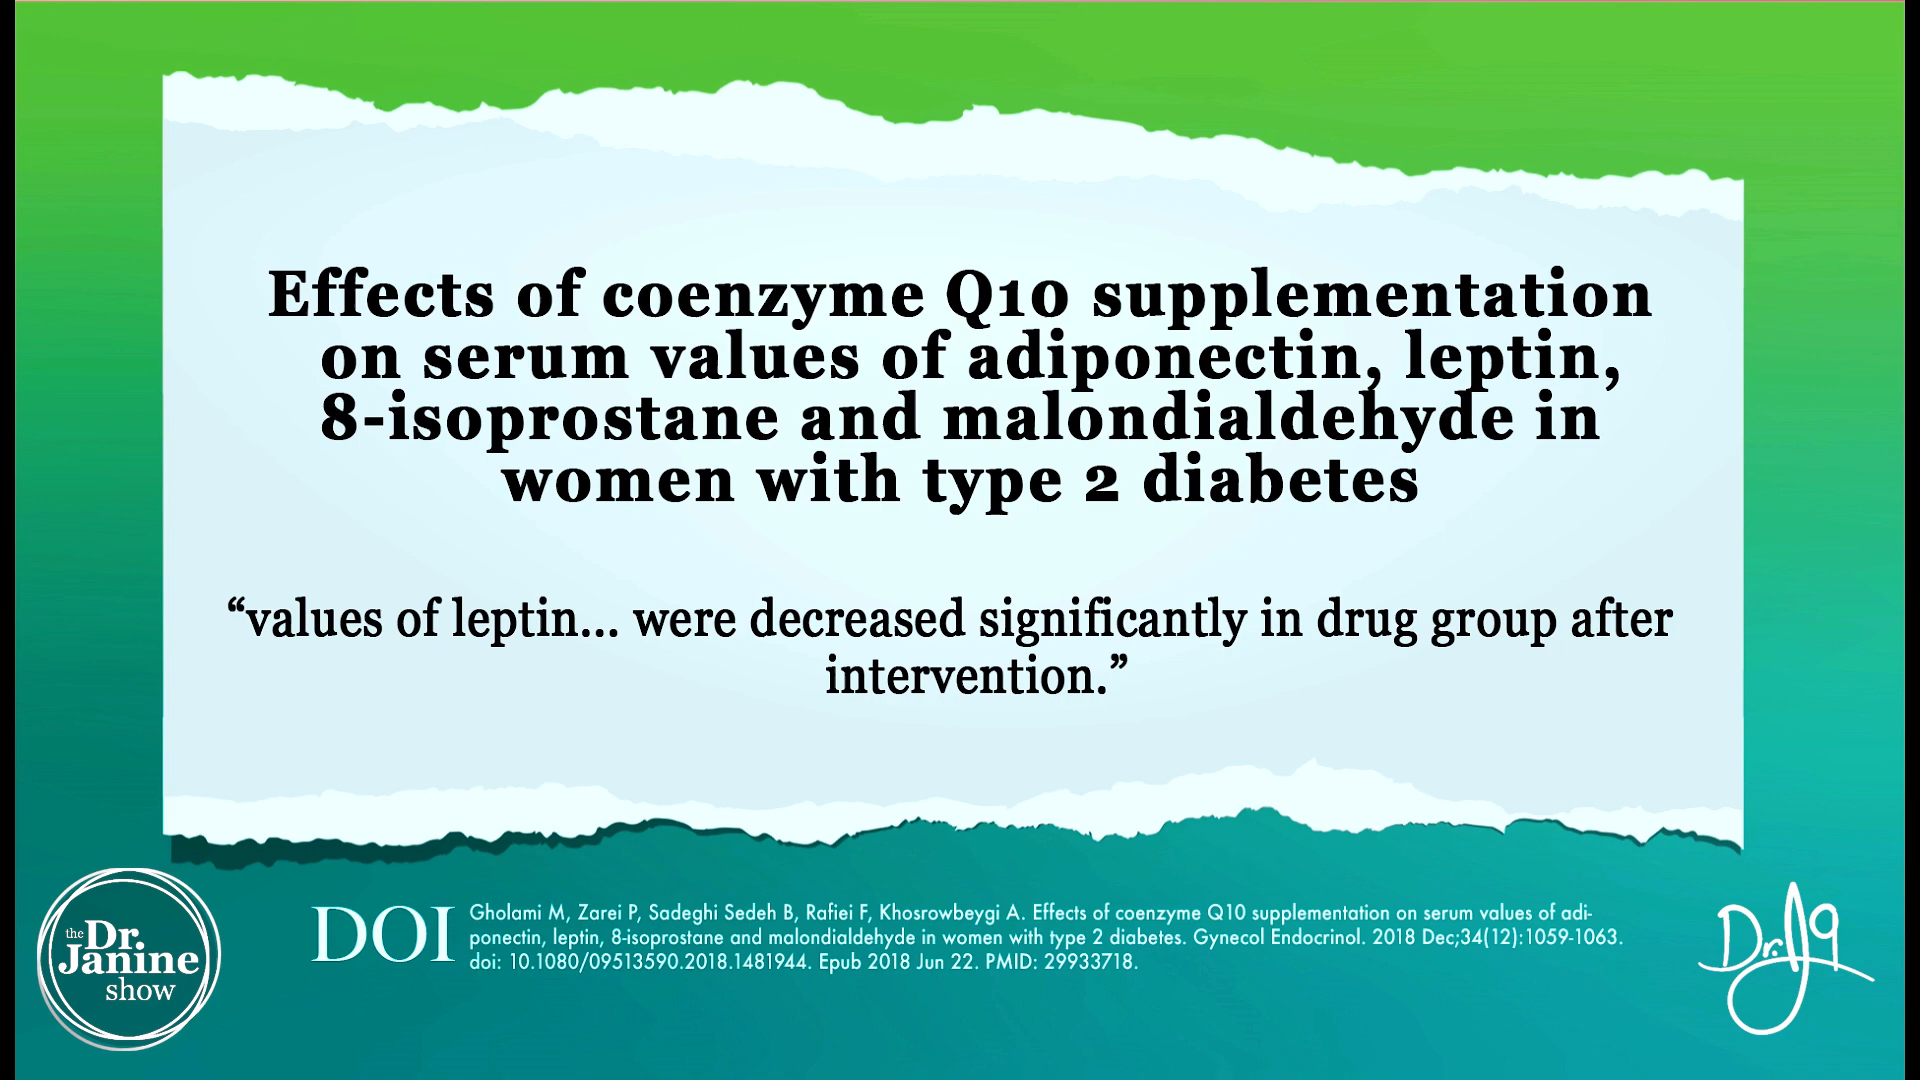 Effects of coenzyme Q10 supplementation
on serum values of adiponectin, leptin,
8-isoprostane and malondialdehyde in
women with type 2 diabetes
“values of leptin... were decreased significantly in drug group after
intervention.”
the Dr.
Janine
show
DOI
Gholami M, Zarei P, Sadeghi Sedeh B, Rafiei F, Khosrowbeygi A. Effects of coenzyme Q10 supplementation on serum values of adi-
ponectin, leptin, 8-isoprostane and malondialdehyde in women with type 2 diabetes. Gynecol Endocrinol. 2018 Dec;34(12):1059-1063.
doi: 10.1080/09513590.2018.1481944. Epub 2018 Jun 22. PMID: 29933718.